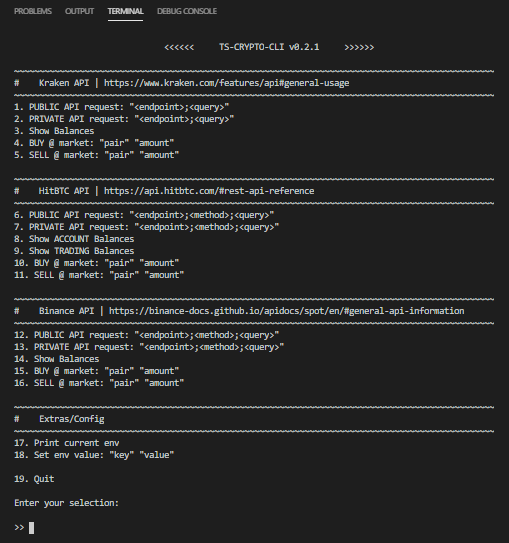 PROBLEMS OUTPUT TERMINAL DEBUG CONSOLE
<<<<<< TS-CRYPTO-CLI v0.2.1 >>>>>>
# Kraken API | https://www.kraken.com/features/api#general-usage
1. PUBLIC API request: "<endpoint>;<query>"
2. PRIVATE API request: "<endpoint>;<query>"
3. Show Balances
4. BUY @ market: "pair" "amount"
5. SELL @ market: "pair" "amount"
# HitBTC API | https://api.hitbtc.com/#rest-api-reference
6. PUBLIC API request: "<endpoint>;<method>;<query>"
7. PRIVATE API request: "<endpoint>;<method>;<query>"
8. Show ACCOUNT Balances
9. Show TRADING Balances
10. BUY @ market: "pair" "amount"
11. SELL @ market: "pair" "amount"
# Binance API | https://binance-docs.github.io/apidocs/spot/en/#general-api-information
12. PUBLIC API request: "<endpoint>;<method>;<query>"
13. PRIVATE API request: "<endpoint>;<method>;<query>"
14. Show Balances
15. BUY @ market: "pair" "amount"
16. SELL @ market: "pair" "amount"
# Extras/Config
17. Print current env
18. Set env value: "key" "value"
19. Quit
Enter your selection:
>>